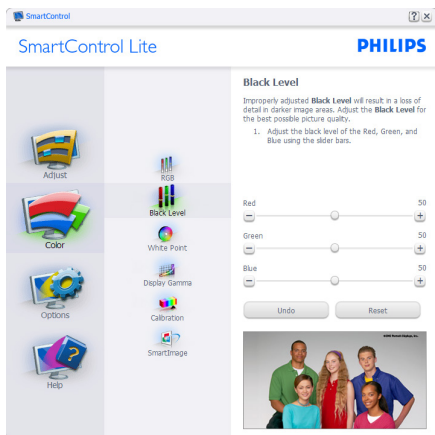 SmartControl
SmartControl Lite
PHILIPS
Adjust
Color
Options
Help
RGB
Black Level
White Point
Display Gamma
Calibration
SmartImage
Black Level
Improperly adjusted Black Level will result in a loss of
detail in darker image areas. Adjust the Black Level for
the best possible picture quality.
1. Adjust the black level of the Red, Green, and
Blue using the slider bars.
Red 50
Green 50
Blue 50
Undo Reset